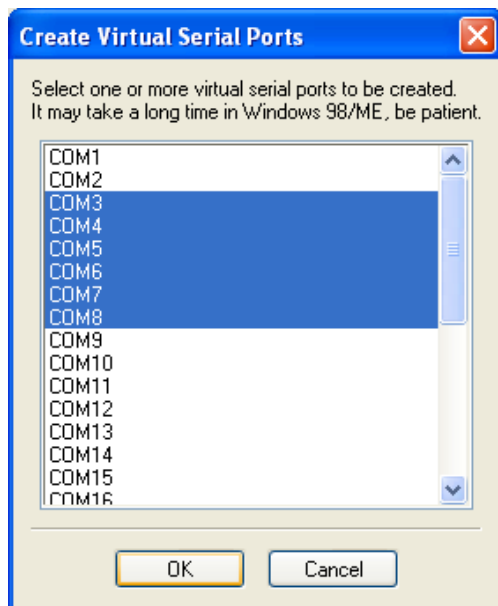 Create Virtual Serial Ports
Select one or more virtual serial ports to be created.
It may take a long time in Windows 98/ME, be patient.
COM1
COM2
COM3
COM4
COM5
COM6
COM7
COM8
COM9
COM10
COM11
COM12
COM13
COM14
COM15
COM16
OK
Cancel